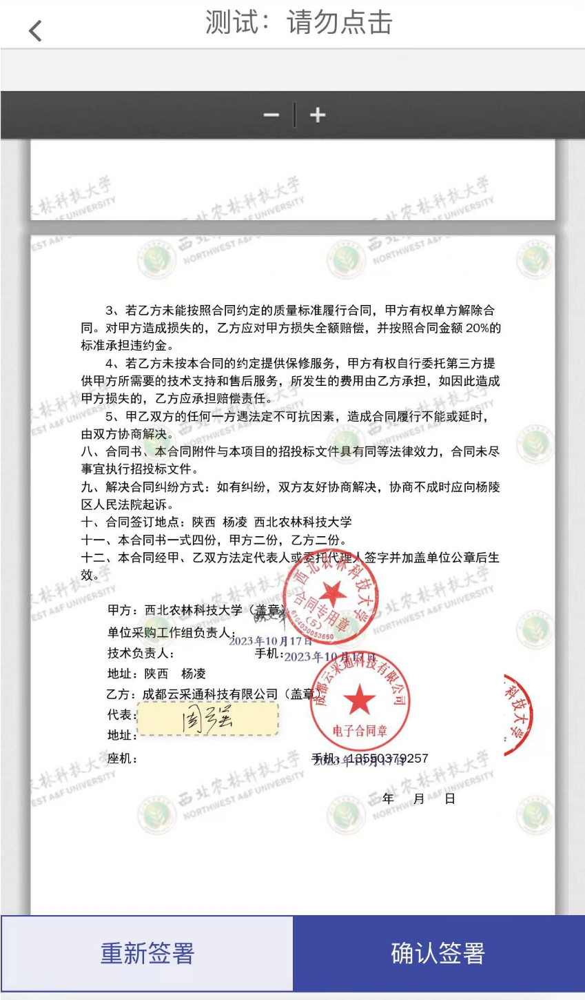 测试：请勿点击
3、若乙方未能按照合同约定的质量标准履行合同，甲方有权单方解除合
同。对甲方造成损失的，乙方应对甲方损失全额赔偿，并按照合同金额 20%的
标准承担违约金。
4、若乙方未按本合同的约定提供保修服务，甲方有权自行委托第三方提
供甲方所需要的技术支持和售后服务，所发生的费用由乙方承担，如因此造成
甲方损失的，乙方应承担赔偿责任。
5、甲乙双方的任何一方遇法定不可抗因素，造成合同履行不能或延时，
由双方协商解决。
八、合同书、本合同附件与本项目的招投标文件具有同等法律效力，合同未尽
事宜执行招投标文件。
九、解决合同纠纷方式：如有纠纷，双方友好协商解决，协商不成时应向杨陵
区人民法院起诉。
十、合同签订地点：陕西 杨凌 西北农林科技大学
十一、本合同书一式四份，甲方二份，乙方二份。
十二、本合同经甲、乙双方法定代表人或委托代理人签字并加盖单位公章后生
效。
甲方：西北农林科技大学（盖章）
西北农林科技大学
合同专用章
（5）
6104030053660
单位采购工作组负责人：
2023年10月17日
技术负责人： 手机：2023年10月17日
地址：陕西 杨凌
乙方：成都云采通科技有限公司（盖章）
成都云采通科技有限公司
电子合同章
代表：周强
地址：
科技大学
座机： 手机：13550379257
2023年10月17日
年 月 日
西北农林科技大学
NORTHWEST A&F UNIVERSITY
重新签署 确认签署